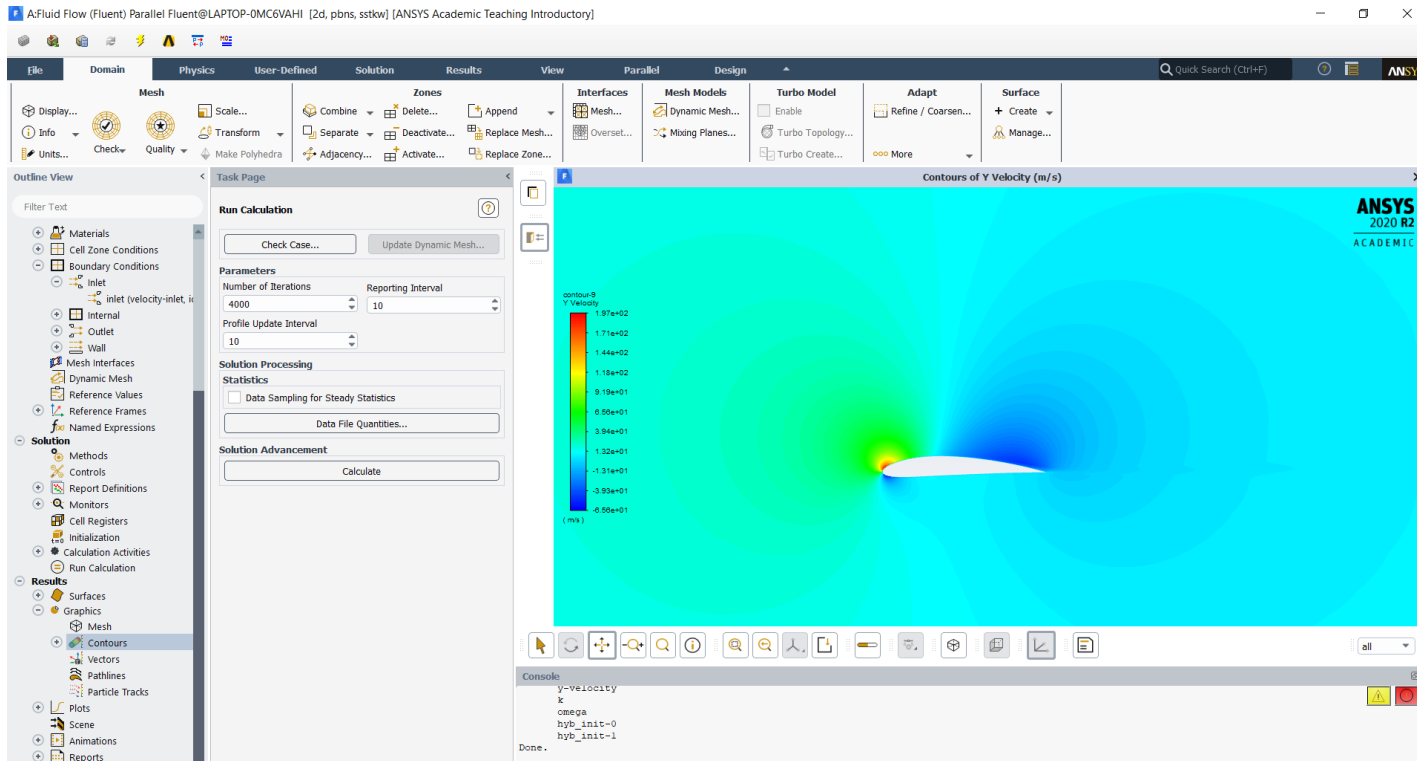 A:Fluid Flow (Fluent) Parallel Fluent@LAPTOP-0MC6VAHI [2d, pbns, sstkw] [ANSYS Academic Teaching Introductory]
File Domain Physics User-Defined Solution Results View Parallel Design
Quick Search (Ctrl+F)
ANSY
Mesh
Display...
Info
Units...
Check
Quality
Scale...
Transform
Make Polyhedra
Zones
Combine
Separate
Adjacency...
Delete...
Deactivate...
Activate...
Append
Replace Mesh...
Replace Zone...
Interfaces
Mesh...
Overset...
Mesh Models
Dynamic Mesh...
Mixing Planes...
Turbo Model
Enable
Turbo Topology...
Turbo Create...
Adapt
Refine / Coarsen...
More
Surface
Create
Manage...
Outline View
Filter Text
Materials
Cell Zone Conditions
Boundary Conditions
Inlet
inlet (velocity-inlet, i
Internal
Outlet
Wall
Mesh Interfaces
Dynamic Mesh
Reference Values
Reference Frames
Named Expressions
Solution
Methods
Controls
Report Definitions
Monitors
Cell Registers
Initialization
Calculation Activities
Run Calculation
Results
Surfaces
Graphics
Mesh
Contours
Vectors
Pathlines
Particle Tracks
Plots
Scene
Animations
Reports
Task Page
Run Calculation
Check Case...
Update Dynamic Mesh...
Parameters
Number of Iterations
4000
Reporting Interval
10
Profile Update Interval
10
Solution Processing
Statistics
Data Sampling for Steady Statistics
Data File Quantities...
Solution Advancement
Calculate
Contours of Y Velocity (m/s)
ANSYS
2020 R2
ACADEMIC
contour-9
Y Velocity
1.97e+02
1.71e+02
1.44e+02
1.18e+02
9.19e+01
6.56e+01
3.94e+01
1.32e+01
-1.31e+01
-3.93e+01
-6.56e+01
( m/s )
all
Console
y-velocity
k
omega
hyb_init-0
hyb_init-1
Done.